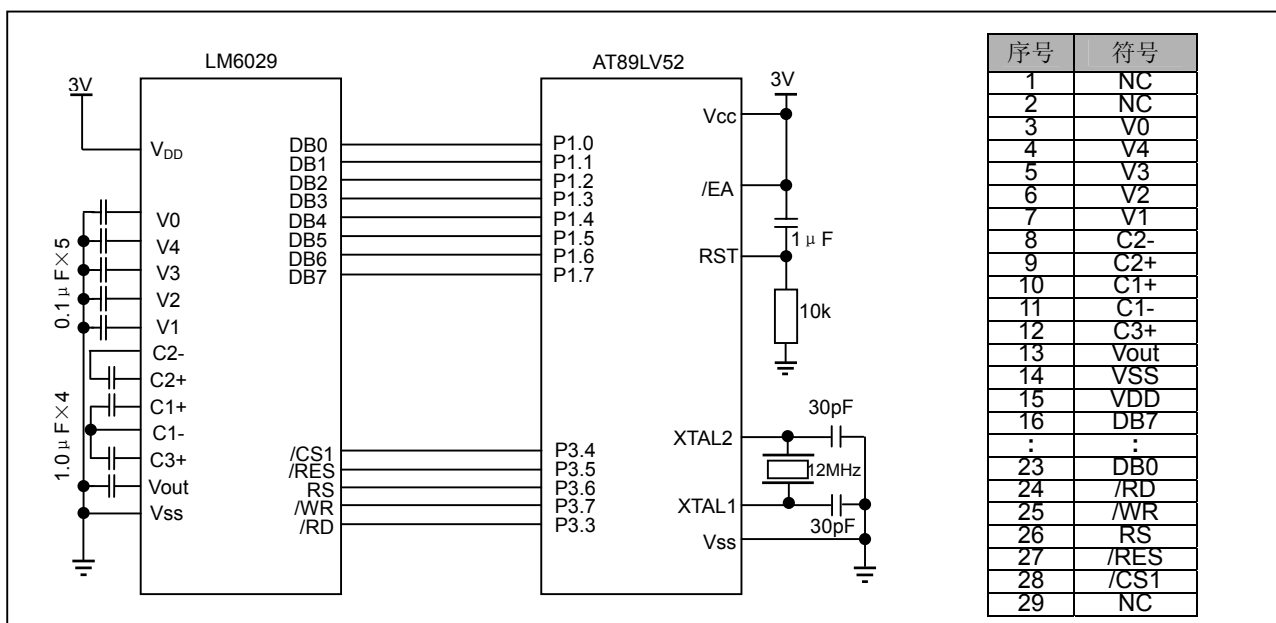 LM6029
AT89LV52
3V
VDD
V0
V4
V3
V2
V1
C2-
C2+
C1+
C1-
C3+
Vout
Vss
0.1μF×5
1.0μF×4
DB0
DB1
DB2
DB3
DB4
DB5
DB6
DB7
/CS1
/RES
RS
/WR
/RD
P1.0
P1.1
P1.2
P1.3
P1.4
P1.5
P1.6
P1.7
P3.4
P3.5
P3.6
P3.7
P3.3
Vcc
/EA
RST
XTAL2
XTAL1
Vss
3V
1μF
10k
30pF
12MHz
30pF
序号 符号
1 NC
2 NC
3 V0
4 V4
5 V3
6 V2
7 V1
8 C2-
9 C2+
10 C1+
11 C1-
12 C3+
13 Vout
14 VSS
15 VDD
16 DB7
: :
23 DB0
24 /RD
25 /WR
26 RS
27 /RES
28 /CS1
29 NC